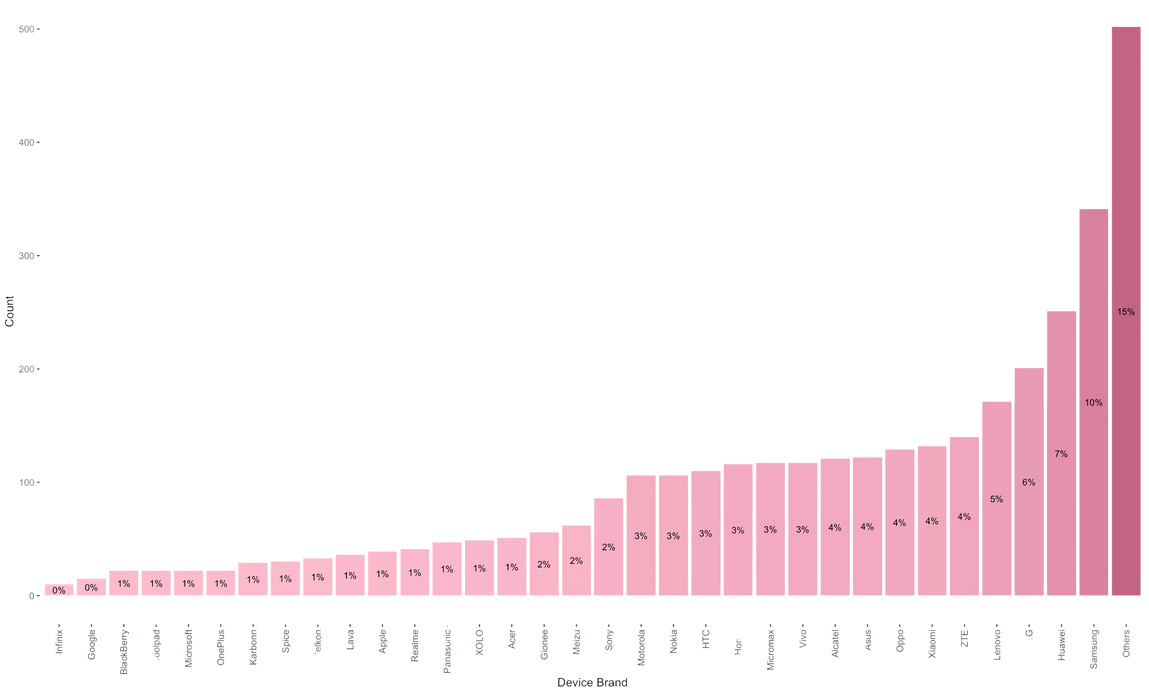 500
400
300
200
100
0
Count
0%
0%
1%
1%
1%
1%
1%
1%
1%
1%
1%
1%
1%
1%
1%
2%
2%
2%
3%
3%
3%
3%
3%
3%
4%
4%
4%
4%
4%
5%
6%
7%
10%
15%
Infinix
Google
BlackBerry
Microsoft
OnePlus
Karbonn
Spice
Lava
Apple
Realme
Panasonic
XOLO
Acer
Gionee
Meizu
Sony
Motorola
Nokia
HTC
Micromax
Vivo
Alcatel
Asus
Oppo
Xiaomi
ZTE
Lenovo
Huawei
Samsung
Others
Device Brand